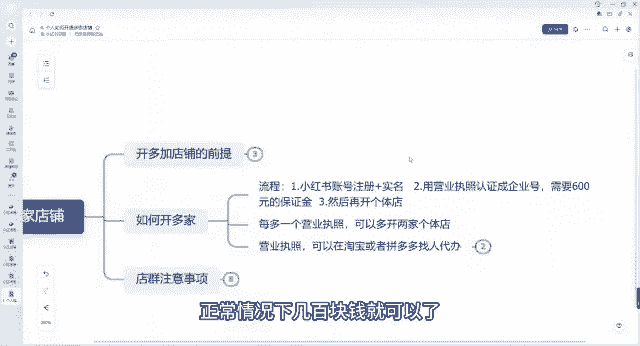 开多加店铺的前提
流程：1.小红书账号注册+实名 2.用营业执照认证成企业号，需要600
元的保证金 3.然后再开个体店
家店铺
如何开多家
每多一个营业执照，可以多开两家个体店
营业执照，可以在淘宝或者拼多多找人代办
2
店群注意事项
正常情况下几百块钱就可以了